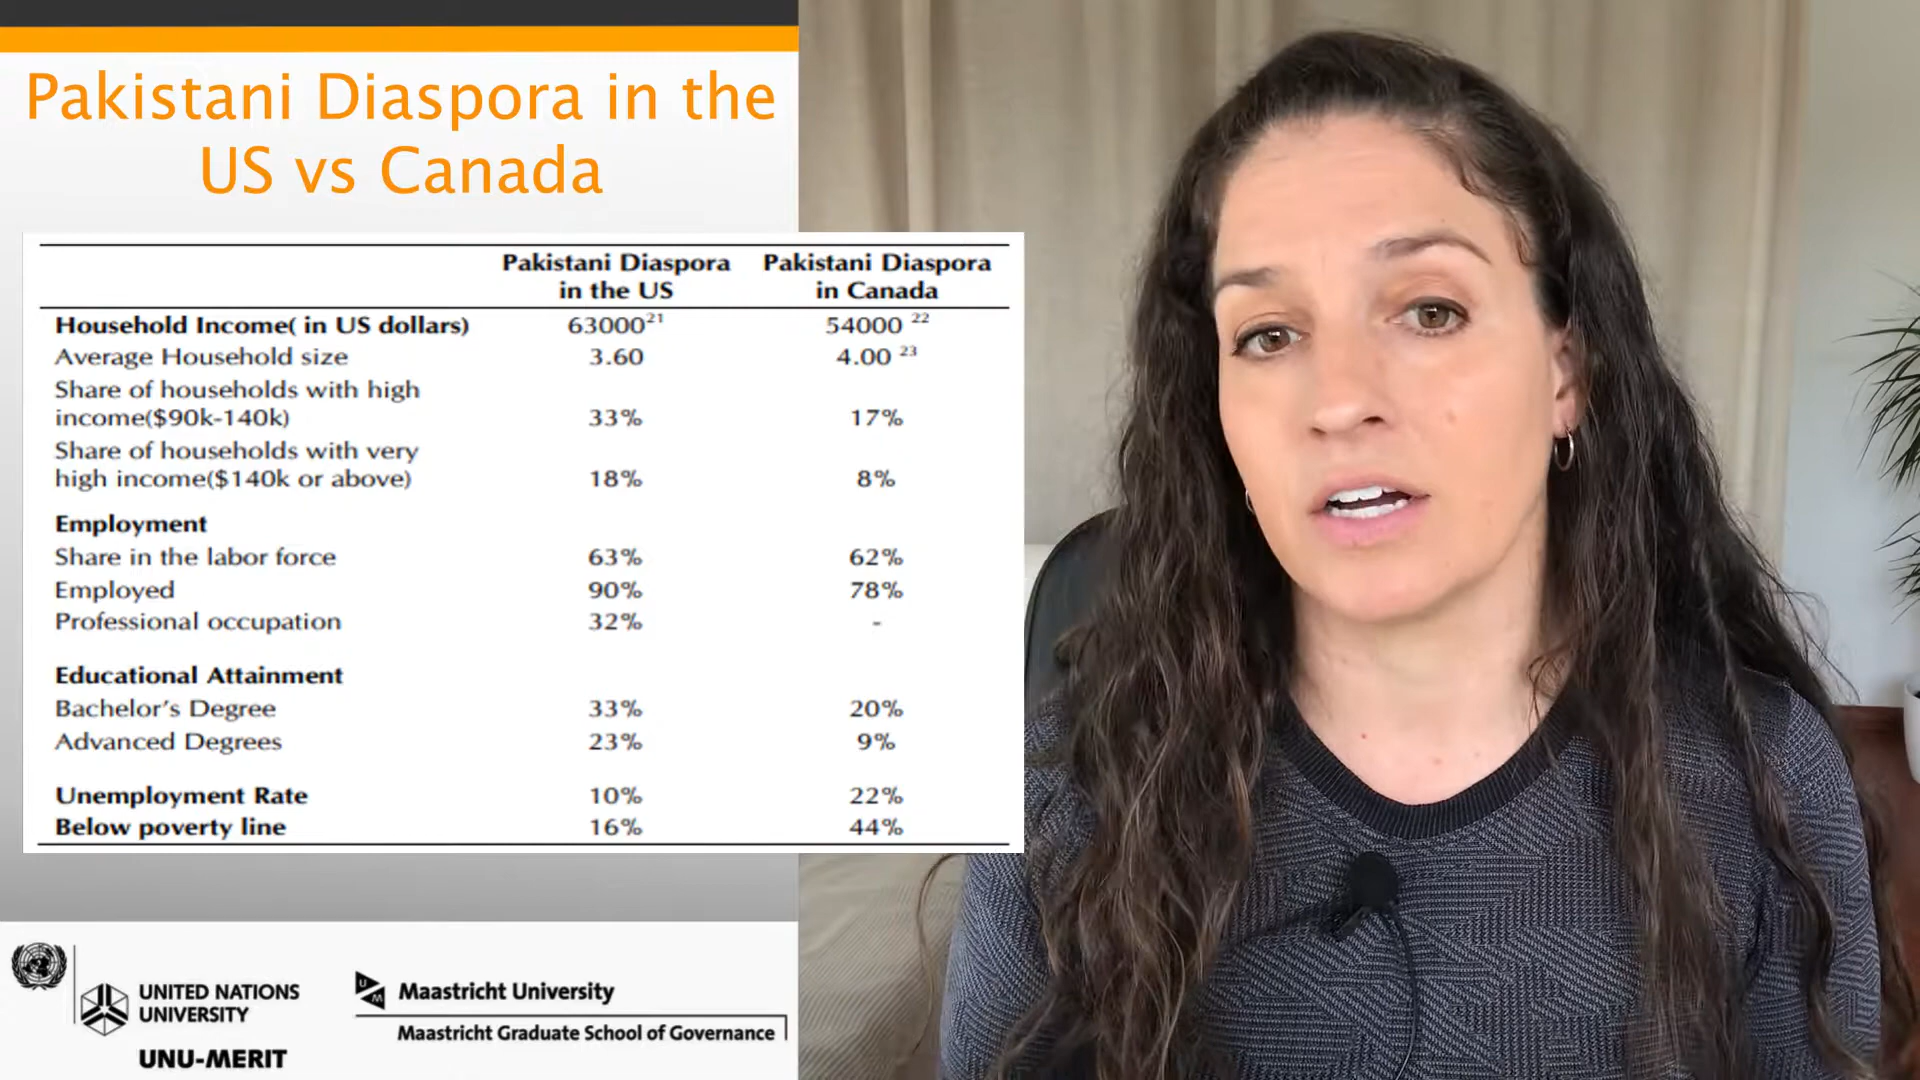 Pakistani Diaspora in the
US vs Canada
Pakistani Diaspora in the US Pakistani Diaspora in Canada
Household Income( in US dollars) 63000²¹ 54000 ²²
Average Household size 3.60 4.00 ²³
Share of households with high
income($90k-140k) 33% 17%
Share of households with very
high income($140k or above) 18% 8%
Employment
Share in the labor force 63% 62%
Employed 90% 78%
Professional occupation 32% -
Educational Attainment
Bachelor's Degree 33% 20%
Advanced Degrees 23% 9%
Unemployment Rate 10% 22%
Below poverty line 16% 44%
UNITED NATIONS
UNIVERSITY
UNU-MERIT
U M
Maastricht University
Maastricht Graduate School of Governance